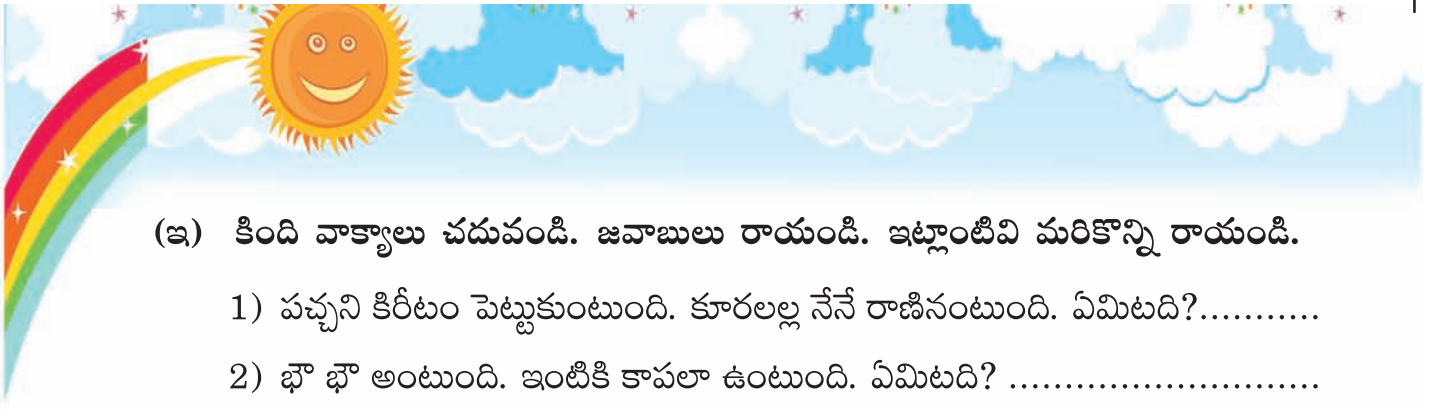 (ఇ) కింది వాక్యాలు చదువండి. జవాబులు రాయండి. ఇట్లాంటివి మరికొన్ని రాయండి.
1) పచ్చని కిరీటం పెట్టుకుంటుంది. కూరలల్ల నేనే రాణినంటుంది. ఏమిటది?...........
2) భౌ భౌ అంటుంది. ఇంటికి కాపలా ఉంటుంది. ఏమిటది? ............................